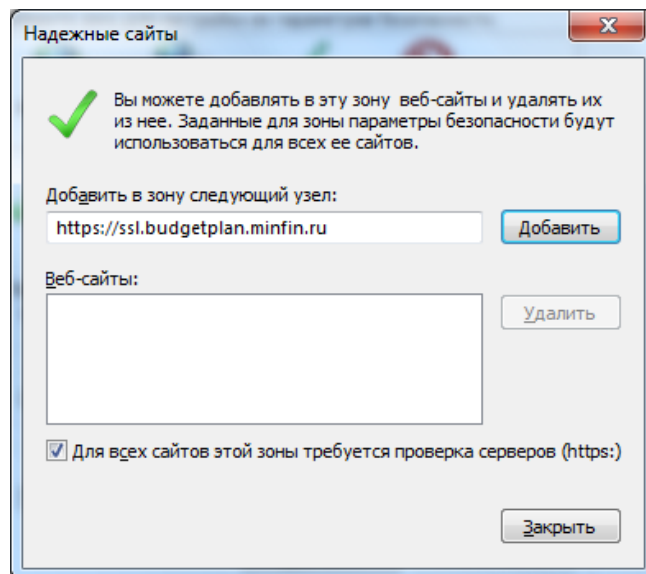 Надежные сайты
Вы можете добавлять в эту зону веб-сайты и удалять их
из нее. Заданные для зоны параметры безопасности будут
использоваться для всех ее сайтов.
Добавить в зону следующий узел:
https://ssl.budgetplan.minfin.ru
Добавить
Веб-сайты:
Удалить
Для всех сайтов этой зоны требуется проверка серверов (https:)
Закрыть